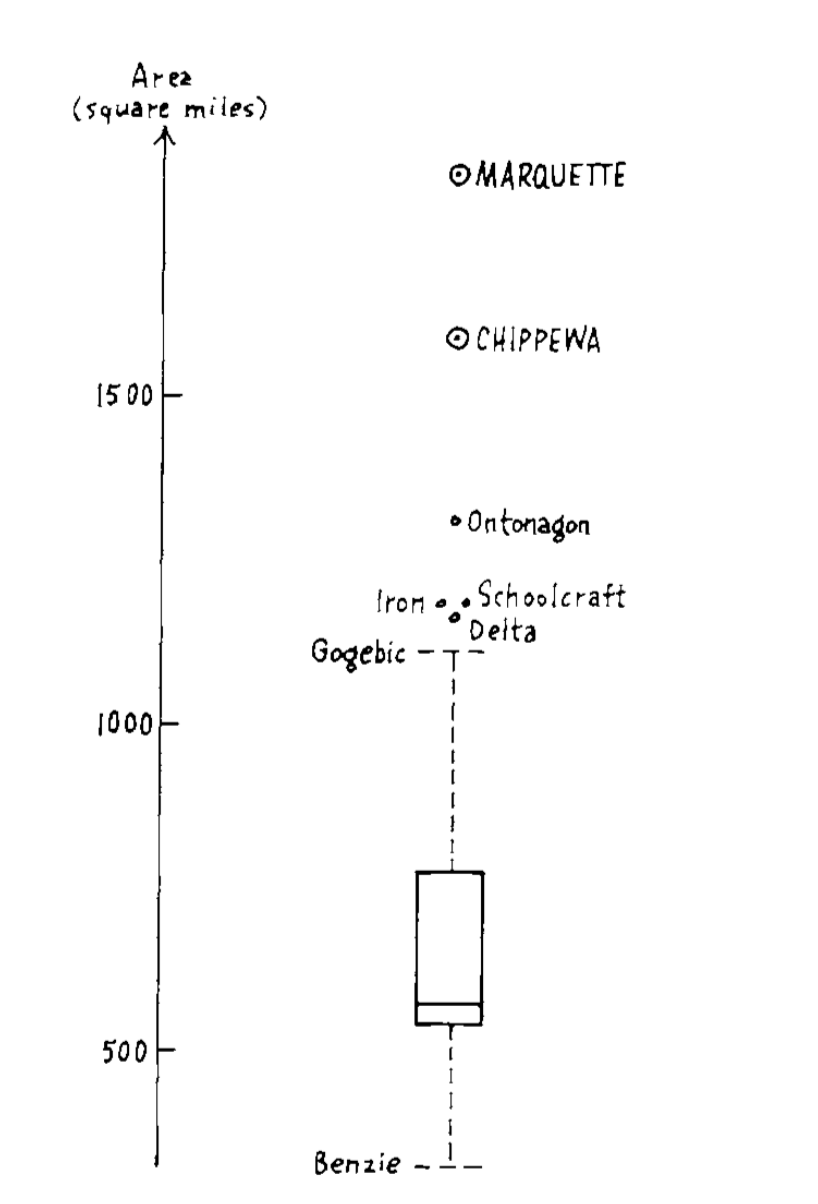 Area
(square miles)
MARQUETTE
CHIPPEWA
1500
Ontonagon
Iron
Schoolcraft
Delta
Gogebic
1000
500
Benzie